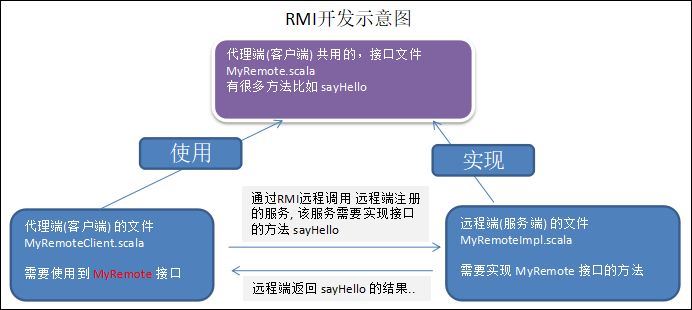 RMI开发示意图
代理端(客户端) 共用的，接口文件
MyRemote.scala
有很多方法比如 sayHello
使用
实现
通过RMI远程调用 远程端注册
的服务, 该服务需要实现接口
的方法 sayHello
代理端(客户端) 的文件
MyRemoteClient.scala
需要使用到 MyRemote 接口
远程端(服务端) 的文件
MyRemoteImpl.scala
需要实现 MyRemote 接口的方法
远程端返回 sayHello 的结果..